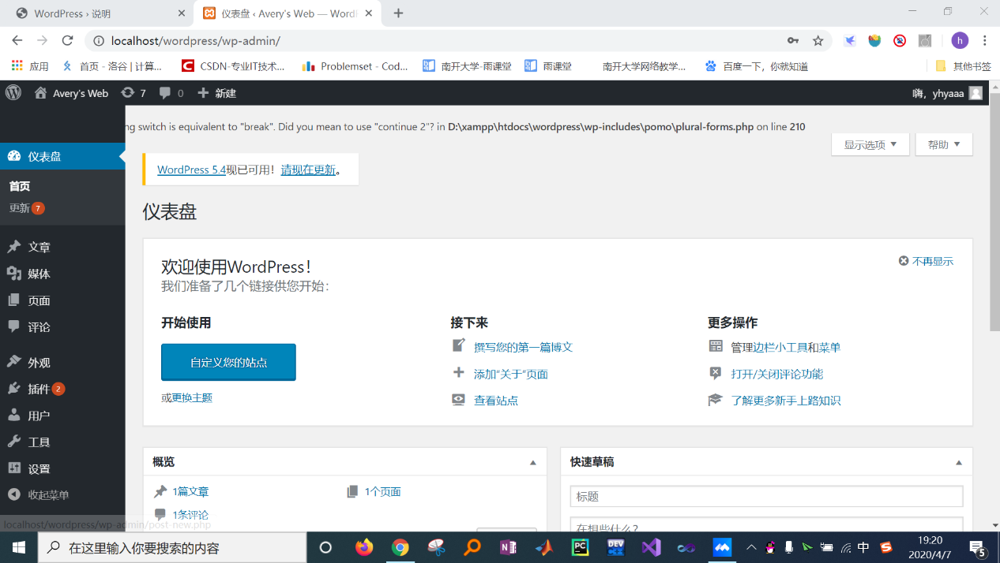 WordPress › 说明
仪表盘 ‹ Avery's Web — Word
localhost/wordpress/wp-admin/
h
应用
首页 - 洛谷 | 计算...
CSDN-专业IT技术...
Problemset - Cod...
南开大学-雨课堂
雨课堂
南开大学网络教学...
百度一下，你就知道
其他书签
Avery's Web
7
0
新建
嗨，yhyaaa
ng switch is equivalent to "break". Did you mean to use "continue 2"? in D:\xampp\htdocs\wordpress\wp-includes\pomo\plural-forms.php on line 210
显示选项
帮助
仪表盘
首页
更新 7
文章
媒体
页面
评论
外观
插件 2
用户
工具
设置
收起菜单
WordPress 5.4现已可用！请现在更新。
仪表盘
欢迎使用WordPress！
不再显示
我们准备了几个链接供您开始：
开始使用
自定义您的站点
或更换主题
接下来
撰写您的第一篇博文
添加“关于”页面
查看站点
更多操作
管理边栏小工具和菜单
打开/关闭评论功能
了解更多新手上路知识
概览
1篇文章
1个页面
1条评论
快速草稿
标题
在想些什么？
localhost/wordpress/wp-admin/post-new.php
在这里输入你要搜索的内容
N
PC
DEV
中
S
19:20
2020/4/7
5